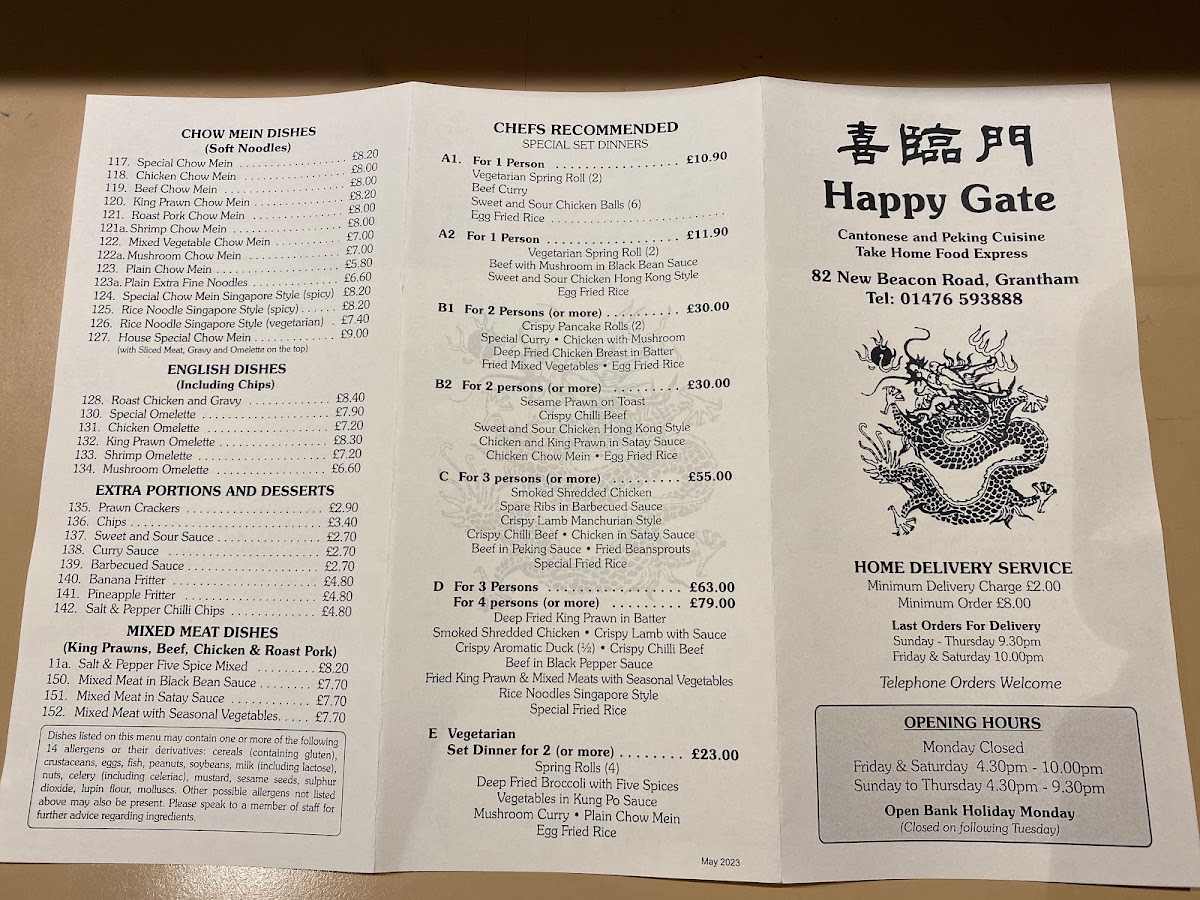 CHOW MEIN DISHES
(Soft Noodles)
117. Special Chow Mein . . . . . . . . . . . . . . . . . £8.20
118. Chicken Chow Mein . . . . . . . . . . . . . . . . £8.00
119. Beef Chow Mein . . . . . . . . . . . . . . . . . . £8.00
120. King Prawn Chow Mein . . . . . . . . . . . . . . £8.20
121. Roast Pork Chow Mein . . . . . . . . . . . . . . £8.00
121a. Shrimp Chow Mein . . . . . . . . . . . . . . . . £8.00
122. Mixed Vegetable Chow Mein . . . . . . . . . . £7.00
122a. Mushroom Chow Mein . . . . . . . . . . . . . . £7.00
123. Plain Chow Mein . . . . . . . . . . . . . . . . . . £5.80
123a. Plain Extra Fine Noodles . . . . . . . . . . . . . £6.60
124. Special Chow Mein Singapore Style (spicy) £8.20
125. Rice Noodle Singapore Style (spicy) . . . . . . £8.20
126. Rice Noodle Singapore Style (vegetarian) . £7.40
127. House Special Chow Mein . . . . . . . . . . . . £9.00
(with Sliced Meat, Gravy and Omelette on the top)
ENGLISH DISHES
(Including Chips)
128. Roast Chicken and Gravy . . . . . . . . . . . . £8.40
130. Special Omelette . . . . . . . . . . . . . . . . . . £7.90
131. Chicken Omelette . . . . . . . . . . . . . . . . . £7.20
132. King Prawn Omelette . . . . . . . . . . . . . . . £8.30
133. Shrimp Omelette . . . . . . . . . . . . . . . . . . £7.20
134. Mushroom Omelette . . . . . . . . . . . . . . . £6.60
EXTRA PORTIONS AND DESSERTS
135. Prawn Crackers . . . . . . . . . . . . . . . . . . . £2.90
136. Chips . . . . . . . . . . . . . . . . . . . . . . . . . . £3.40
137. Sweet and Sour Sauce . . . . . . . . . . . . . . £2.70
138. Curry Sauce . . . . . . . . . . . . . . . . . . . . . £2.70
139. Barbecued Sauce . . . . . . . . . . . . . . . . . . £2.70
140. Banana Fritter . . . . . . . . . . . . . . . . . . . . £4.80
141. Pineapple Fritter . . . . . . . . . . . . . . . . . . £4.80
142. Salt & Pepper Chilli Chips . . . . . . . . . . . . £4.80
MIXED MEAT DISHES
(King Prawns, Beef, Chicken & Roast Pork)
11a. Salt & Pepper Five Spice Mixed . . . . . . . . £8.20
150. Mixed Meat in Black Bean Sauce . . . . . . . . £7.70
151. Mixed Meat in Satay Sauce . . . . . . . . . . . £7.70
152. Mixed Meat with Seasonal Vegetables. . . . . £7.70
Dishes listed on this menu may contain one or more of the following
14 allergens or their derivatives: cereals (containing gluten),
crustaceans, eggs, fish, peanuts, soybeans, milk (including lactose),
nuts, celery (including celeriac), mustard, sesame seeds, sulphur
dioxide, lupin flour, molluscs. Other possible allergens not listed
above may also be present. Please speak to a member of staff for
further advice regarding ingredients.
CHEFS RECOMMENDED
SPECIAL SET DINNERS
A1. For 1 Person . . . . . . . . . . . . . . . . . . . £10.90
Vegetarian Spring Roll (2)
Beef Curry
Sweet and Sour Chicken Balls (6)
Egg Fried Rice . . . . . . . . . . . . . . . . . . . . . . . .
A2 For 1 Person . . . . . . . . . . . . . . . . . . . £11.90
Vegetarian Spring Roll (2)
Beef with Mushroom in Black Bean Sauce
Sweet and Sour Chicken Hong Kong Style
Egg Fried Rice
B1 For 2 Persons (or more) . . . . . . . . . . £30.00
Crispy Pancake Rolls (2)
Special Curry • Chicken with Mushroom
Deep Fried Chicken Breast in Batter
Fried Mixed Vegetables • Egg Fried Rice
B2 For 2 persons (or more) . . . . . . . . . . £30.00
Sesame Prawn on Toast
Crispy Chilli Beef
Sweet and Sour Chicken Hong Kong Style
Chicken and King Prawn in Satay Sauce
Chicken Chow Mein • Egg Fried Rice
C For 3 persons (or more) . . . . . . . . . . £55.00
Smoked Shredded Chicken
Spare Ribs in Barbecued Sauce
Crispy Lamb Manchurian Style
Crispy Chilli Beef • Chicken in Satay Sauce
Beef in Peking Sauce • Fried Beansprouts
Special Fried Rice
D For 3 Persons . . . . . . . . . . . . . . . . . . £63.00
For 4 persons (or more) . . . . . . . . . £79.00
Deep Fried King Prawn in Batter
Smoked Shredded Chicken • Crispy Lamb with Sauce
Crispy Aromatic Duck (½) • Crispy Chilli Beef
Beef in Black Pepper Sauce
Fried King Prawn & Mixed Meats with Seasonal Vegetables
Rice Noodles Singapore Style
Special Fried Rice
E Vegetarian
Set Dinner for 2 (or more) . . . . . . . . £23.00
Spring Rolls (4)
Deep Fried Broccoli with Five Spices
Vegetables in Kung Po Sauce
Mushroom Curry • Plain Chow Mein
Egg Fried Rice
May 2023
喜臨門
Happy Gate
Cantonese and Peking Cuisine
Take Home Food Express
82 New Beacon Road, Grantham
Tel: 01476 593888
HOME DELIVERY SERVICE
Minimum Delivery Charge £2.00
Minimum Order £8.00
Last Orders For Delivery
Sunday - Thursday 9.30pm
Friday & Saturday 10.00pm
Telephone Orders Welcome
OPENING HOURS
Monday Closed
Friday & Saturday 4.30pm - 10.00pm
Sunday to Thursday 4.30pm - 9.30pm
Open Bank Holiday Monday
(Closed on following Tuesday)